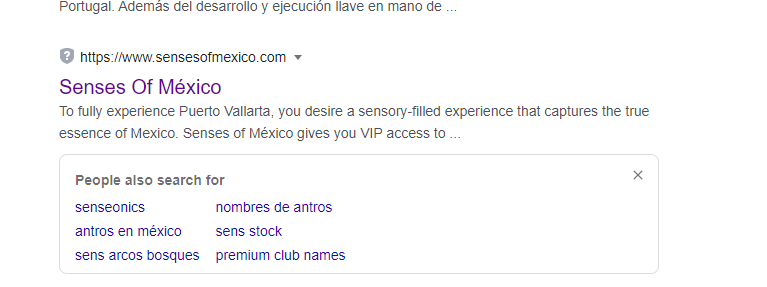 Portugal. Además del desarrollo y ejecución llave en mano de ...
https://www.sensesofmexico.com
Senses Of México
To fully experience Puerto Vallarta, you desire a sensory-filled experience that captures the true
essence of Mexico. Senses of México gives you VIP access to ...
People also search for
senseonics nombres de antros
antros en méxico sens stock
sens arcos bosques premium club names